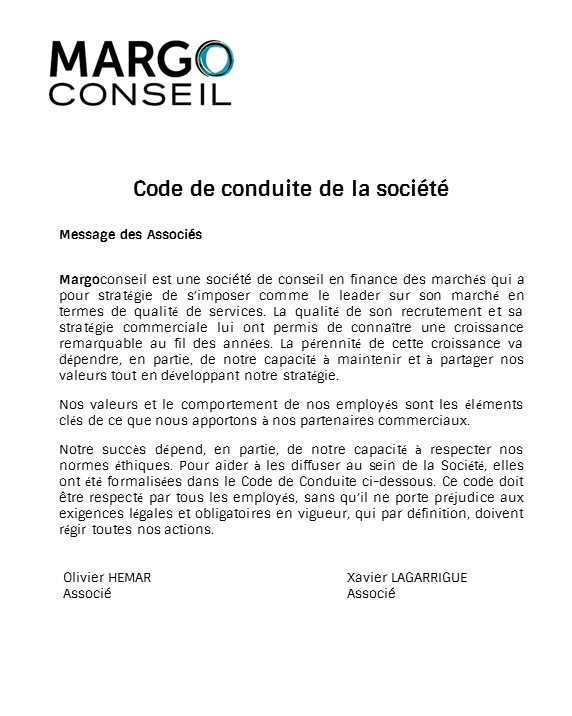 MARGO
CONSEIL
Code de conduite de la société
Message des Associés
Margoconseil est une société de conseil en finance des marchés qui a
pour stratégie de s'imposer comme le leader sur son marché en
termes de qualité de services. La qualité de son recrutement et sa
stratégie commerciale lui ont permis de connaître une croissance
remarquable au fil des années. La pérennité de cette croissance va
dépendre, en partie, de notre capacité à maintenir et à partager nos
valeurs tout en développant notre stratégie.
Nos valeurs et le comportement de nos employés sont les éléments
clés de ce que nous apportons à nos partenaires commerciaux.
Notre succès dépend, en partie, de notre capacité à respecter nos
normes éthiques. Pour aider à les diffuser au sein de la Société, elles
ont été formalisées dans le Code de Conduite ci-dessous. Ce code doit
être respecté par tous les employés, sans qu'il ne porte préjudice aux
exigences légales et obligatoires en vigueur, qui par définition, doivent
régir toutes nos actions.
Olivier HEMAR
Associé
Xavier LAGARRIGUE
Associé